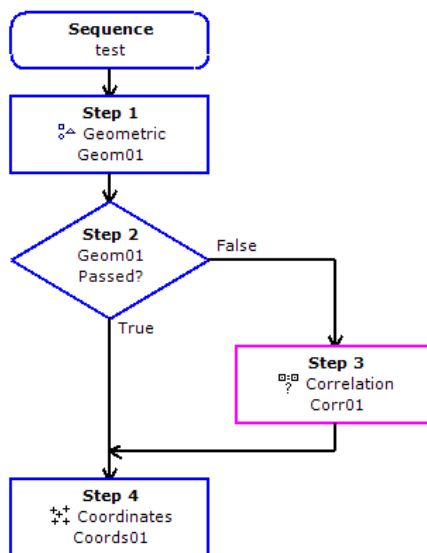 Sequence
test
Step 1
Geometric
Geom01
Step 2
Geom01
Passed?
False
True
Step 3
Correlation
Corr01
Step 4
Coordinates
Coords01